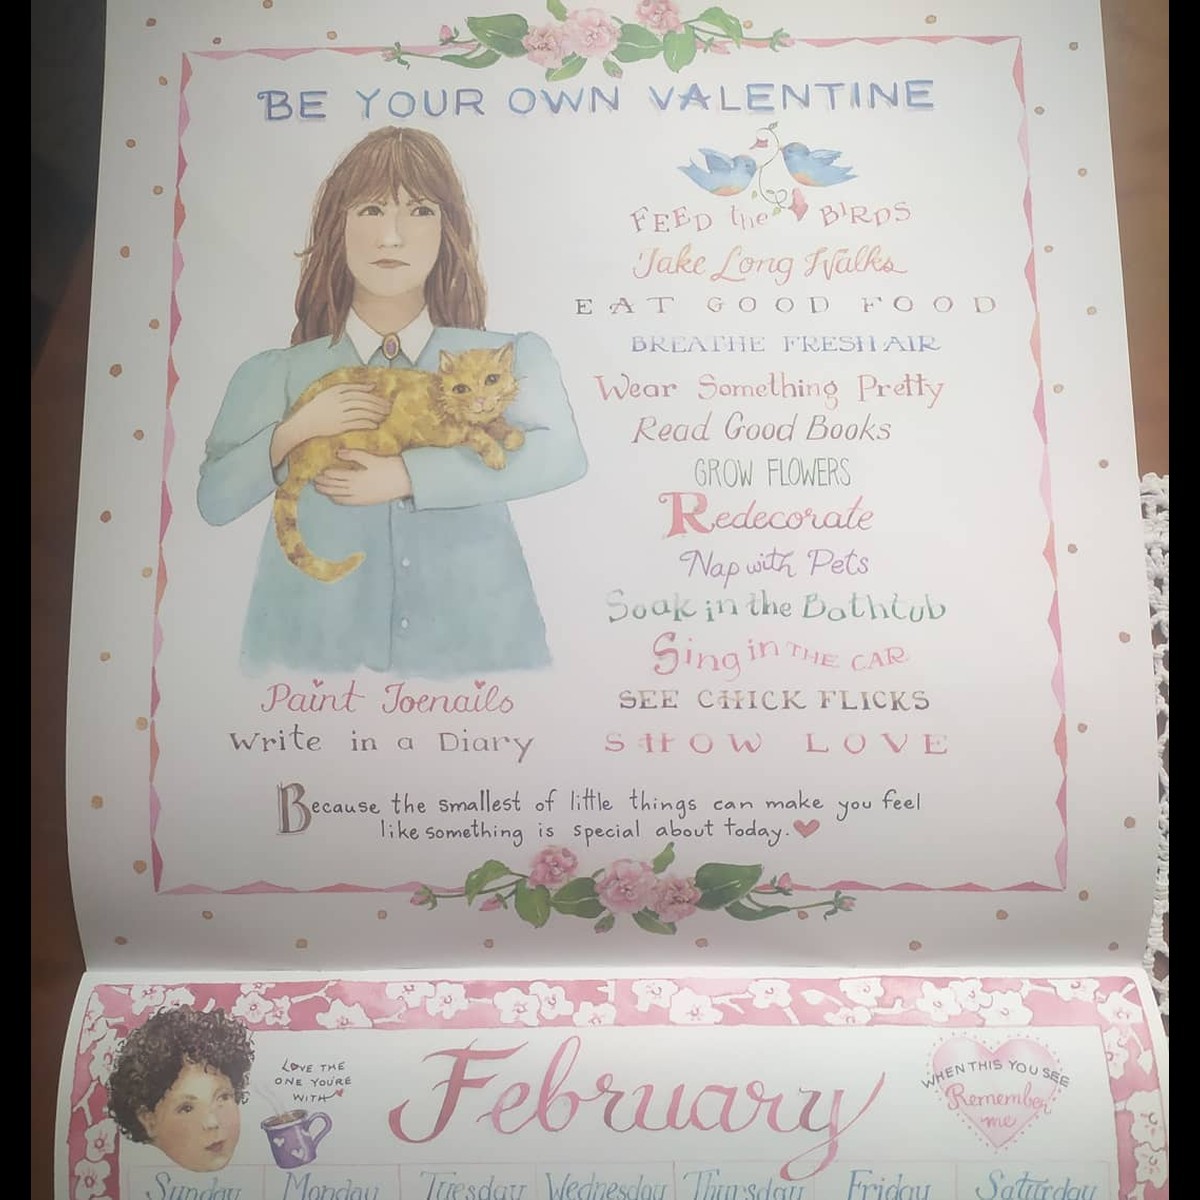 BE YOUR OWN VALENTINE
FEED the BIRDS
Take Long Walks
EAT GOOD FOOD
BREATHE FRESH AIR
Wear Something Pretty
Read Good Books
GROW FLOWERS
Redecorate
Nap with Pets
Soak in the Bathtub
Sing in THE CAR
SEE CHICK FLICKS
SHOW LOVE
Paint Toenails
Write in a Diary
Because the smallest of little things can make you feel
like something is special about today.
LOVE THE
ONE YOU'RE
WITH
February
WHEN THIS YOU SEE
Remember
me
Sunday Monday Tuesday Wednesday Thursday Friday Saturday